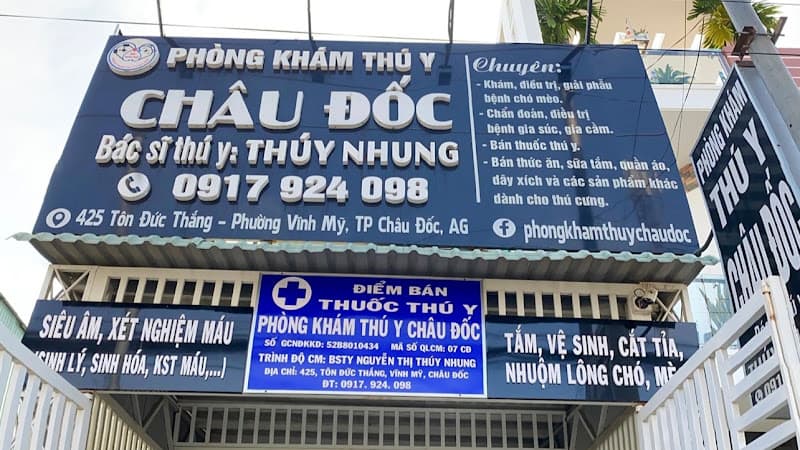 PHÒNG KHÁM THÚ Y
CHÂU ĐỐC
Bác sĩ thú y: THÚY NHUNG
0917 924 098
425 Tôn Đức Thắng – Phường Vĩnh Mỹ, TP Châu Đốc, AG
Chuyên:
- Khám, điều trị, giải phẫu
bệnh chó mèo.
- Chẩn đoán, điều trị
bệnh gia súc, gia cầm.
- Bán thuốc thú y.
- Bán thức ăn, sữa tắm, quần áo,
dây xích và các sản phẩm khác
dành cho thú cưng.
phongkhamthuychaudoc
PHÒNG KHÁM
THÚ Y
CHÂU ĐỐC
SIÊU ÂM, XÉT NGHIỆM MÁU
(SINH LÝ, SINH HÓA, KST MÁU,...)
ĐIỂM BÁN
THUỐC THÚ Y
PHÒNG KHÁM THÚ Y CHÂU ĐỐC
SỐ GCNĐKKD: 52B8010434 MÃ SỐ QLCM: 07 CĐ
TRÌNH ĐỘ CM: BSTY NGUYỄN THỊ THÚY NHUNG
ĐỊA CHỈ: 425, TÔN ĐỨC THẮNG, VĨNH MỸ, CHÂU ĐỐC
ĐT: 0917. 924. 098
TẮM, VỆ SINH, CẮT TỈA,
NHUỘM LÔNG CHÓ, MÈ